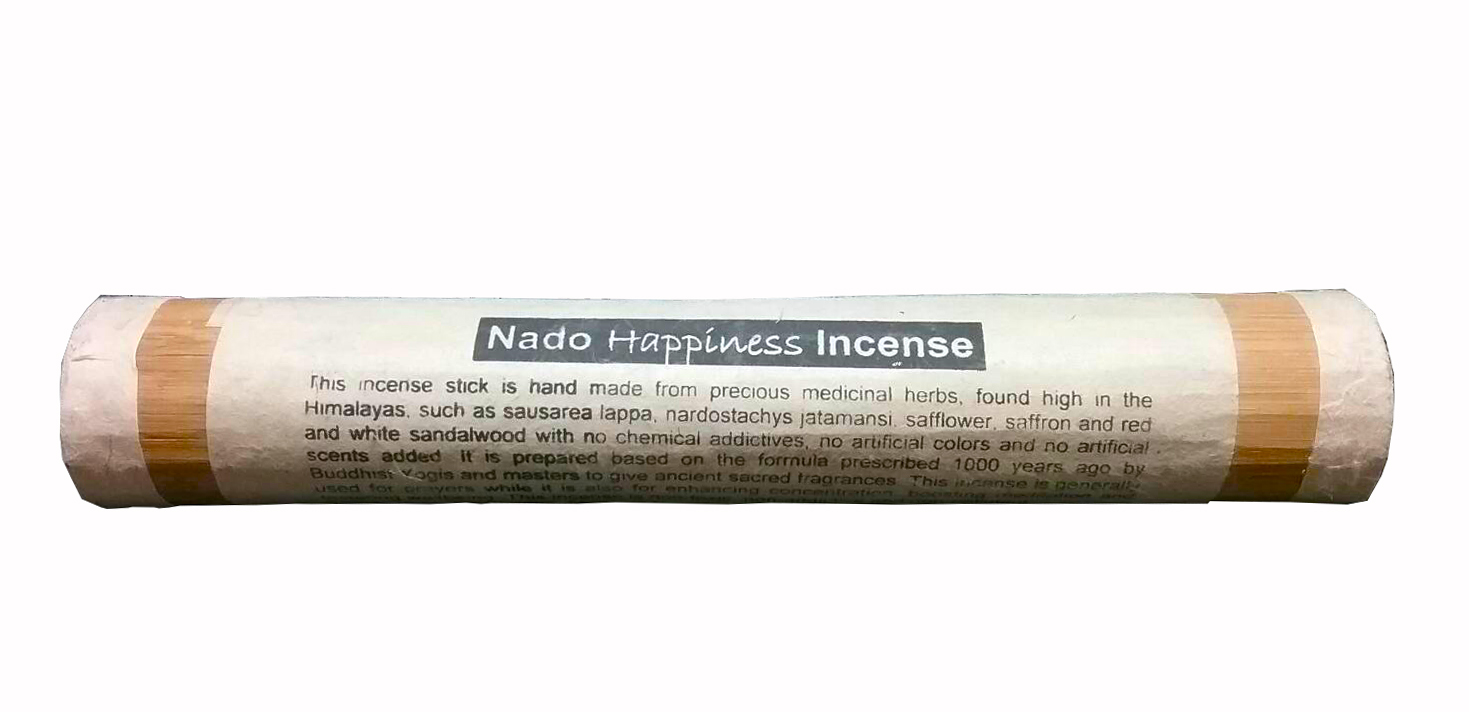 Nado Happiness Incense
This incense stick is hand made from precious medicinal herbs, found high in the
Himalayas, such as sausarea lappa, nardostachys jatamansi, safflower, saffron and red
and white sandalwood with no chemical addictives, no artificial colors and no artificial
scents added. It is prepared based on the formula prescribed 1000 years ago by
Buddhist Yogis and masters to give ancient sacred fragrances. This incense is generally
used for prayers while it is also for enhancing concentration, boosting meditation and